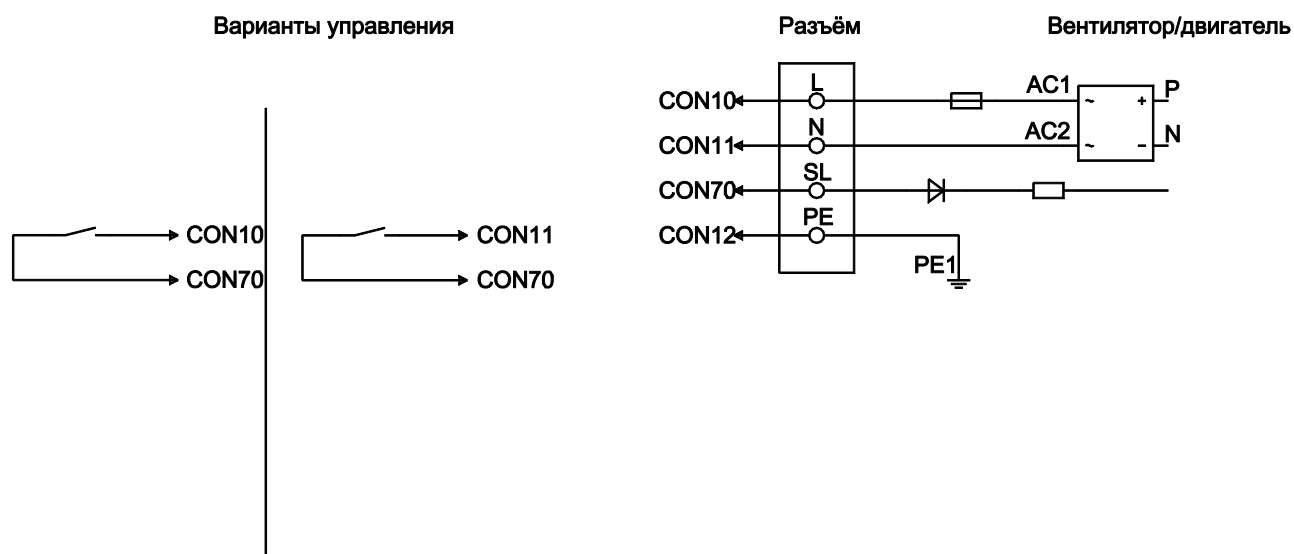 Варианты управления
Разъём
Вентилятор/двигатель
CON10
CON70
CON11
CON70
CON10 L AC1 ~ + P
CON11 N AC2 ~ – N
CON70 SL
CON12 PE
PE1